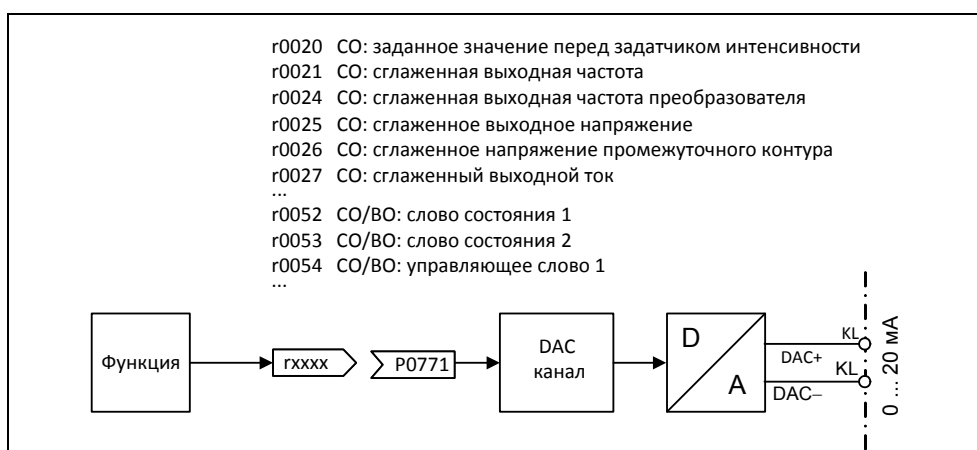 r0020 CO: заданное значение перед задатчиком интенсивности
r0021 CO: сглаженная выходная частота
r0024 CO: сглаженная выходная частота преобразователя
r0025 CO: сглаженное выходное напряжение
r0026 CO: сглаженное напряжение промежуточного контура
r0027 CO: сглаженный выходной ток
...
r0052 CO/BO: слово состояния 1
r0053 CO/BO: слово состояния 2
r0054 CO/BO: управляющее слово 1
...
Функция
rxxxx
P0771
DAC
канал
D
A
KL
DAC+
KL
DAC–
0 ... 20 мА